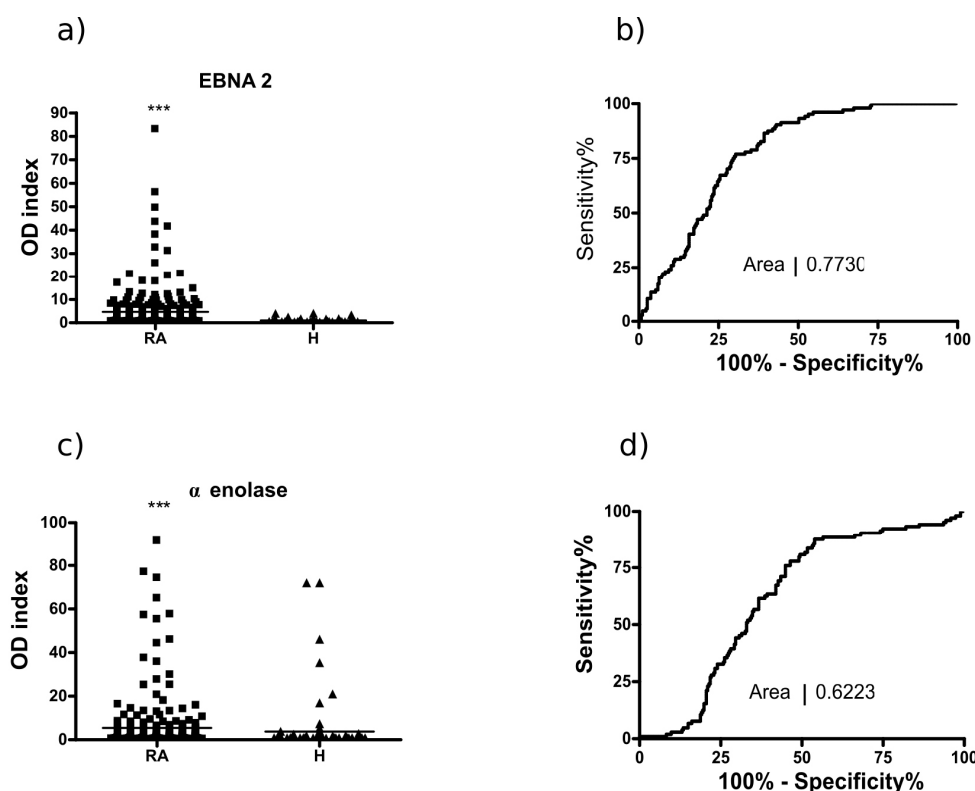 a)
EBNA 2
***
90
80
70
60
50
40
30
20
10
0
OD index
RA H
b)
100
75
50
25
0
Sensitivity%
Area | 0.7730
0 25 50 75 100
100% - Specificity%
c)
α enolase
***
100
80
60
40
20
0
OD index
RA H
d)
100
75
50
25
0
Sensitivity%
Area | 0.6223
0 25 50 75 100
100% - Specificity%